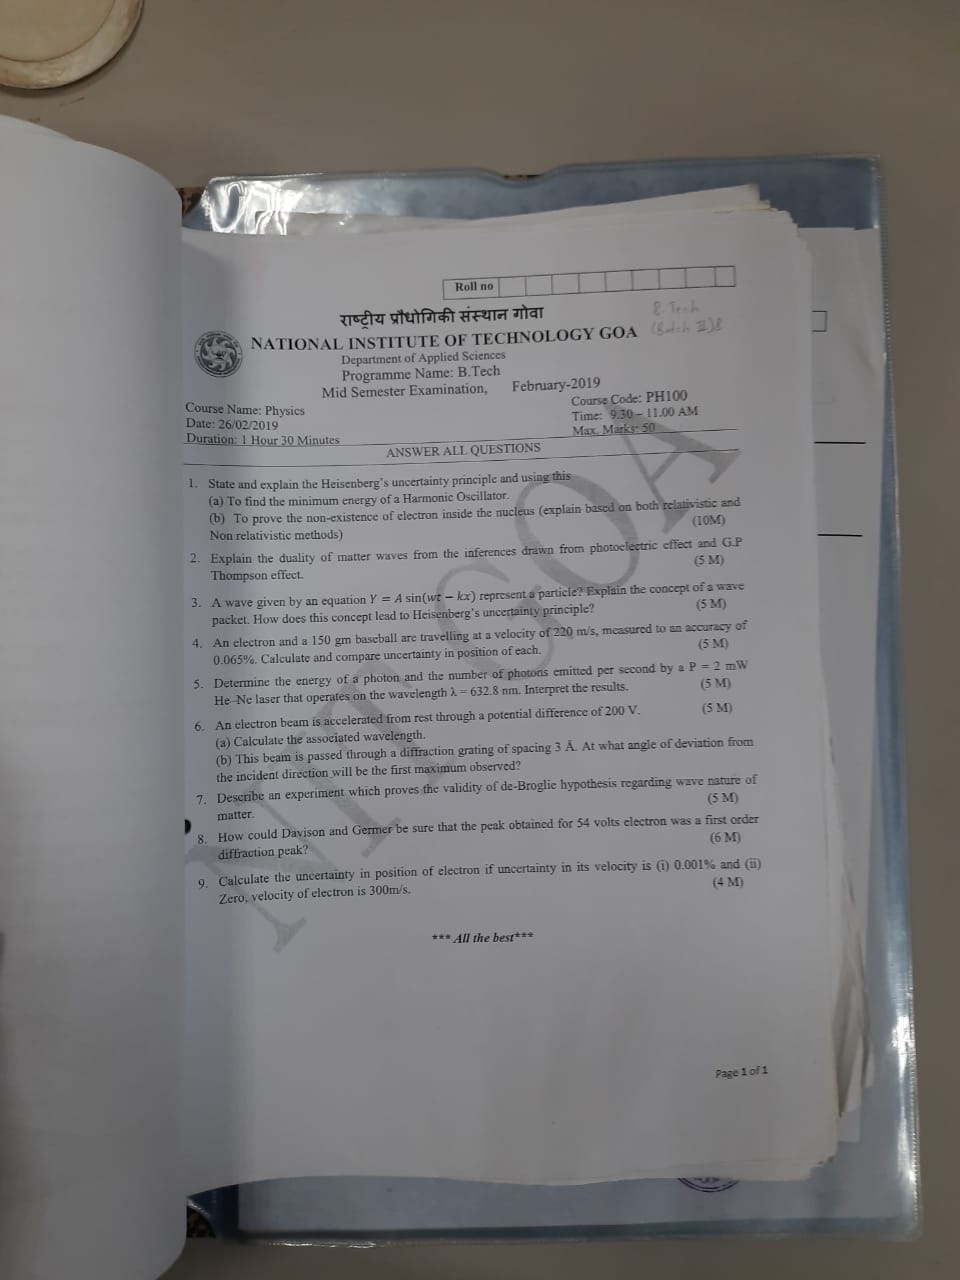 Roll no
राष्ट्रीय प्रौधोगिकी संस्थान गोवा
B.Tech
(Batch II)B
NATIONAL INSTITUTE OF TECHNOLOGY GOA
Department of Applied Sciences
Programme Name: B.Tech
Mid Semester Examination, February-2019
Course Name: Physics
Course Code: PH100
Date: 26/02/2019
Time: 9.30 – 11.00 AM
Duration: 1 Hour 30 Minutes
Max. Marks: 50
ANSWER ALL QUESTIONS
1. State and explain the Heisenberg's uncertainty principle and using this
(a) To find the minimum energy of a Harmonic Oscillator.
(b) To prove the non-existence of electron inside the nucleus (explain based on both relativistic and
Non relativistic methods) (10M)
2. Explain the duality of matter waves from the inferences drawn from photoelectric effect and G.P
Thompson effect. (5 M)
3. A wave given by an equation Y = A sin(wt − kx) represent a particle? Explain the concept of a wave
packet. How does this concept lead to Heisenberg's uncertainty principle? (5 M)
4. An electron and a 150 gm baseball are travelling at a velocity of 220 m/s, measured to an accuracy of
0.065%. Calculate and compare uncertainty in position of each. (5 M)
5. Determine the energy of a photon and the number of photons emitted per second by a P = 2 mW
He–Ne laser that operates on the wavelength λ = 632.8 nm. Interpret the results. (5 M)
6. An electron beam is accelerated from rest through a potential difference of 200 V. (5 M)
(a) Calculate the associated wavelength.
(b) This beam is passed through a diffraction grating of spacing 3 Å. At what angle of deviation from
the incident direction will be the first maximum observed?
7. Describe an experiment which proves the validity of de-Broglie hypothesis regarding wave nature of
matter. (5 M)
8. How could Davison and Germer be sure that the peak obtained for 54 volts electron was a first order
diffraction peak? (6 M)
9. Calculate the uncertainty in position of electron if uncertainty in its velocity is (i) 0.001% and (ii)
Zero, velocity of electron is 300m/s. (4 M)
*** All the best***
Page 1 of 1
NIT GOA